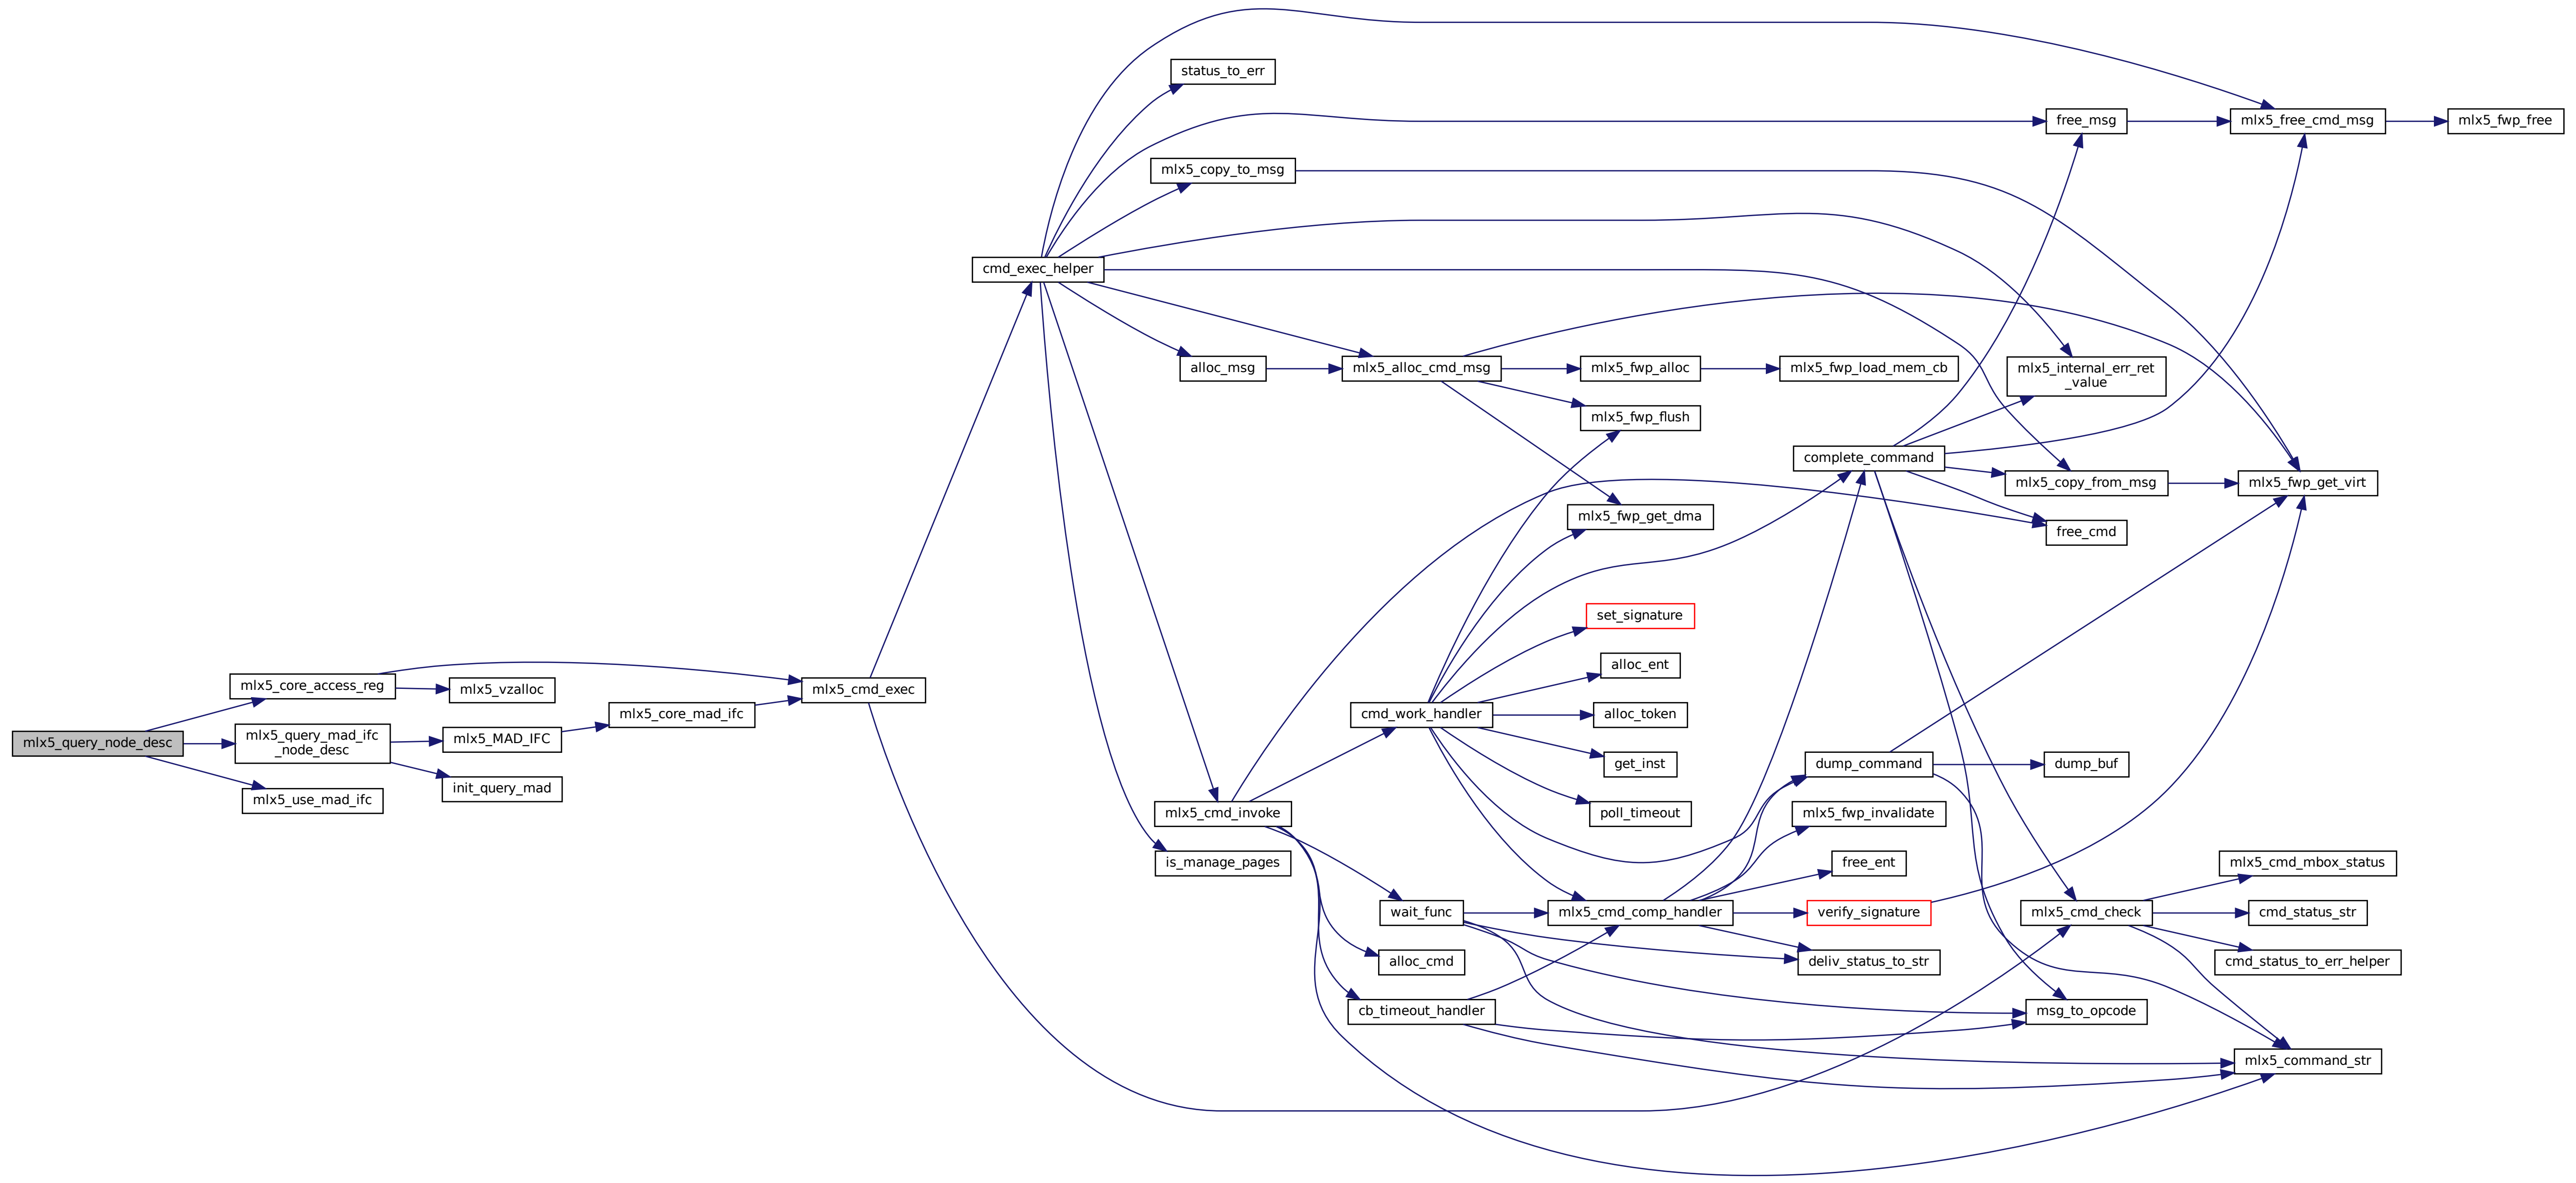 mlx5_query_node_desc
mlx5_core_access_reg
mlx5_query_mad_ifc
_node_desc
mlx5_use_mad_ifc
mlx5_vzalloc
mlx5_MAD_IFC
init_query_mad
mlx5_core_mad_ifc
mlx5_cmd_exec
cmd_exec_helper
status_to_err
mlx5_copy_to_msg
alloc_msg
mlx5_cmd_invoke
is_manage_pages
mlx5_alloc_cmd_msg
cmd_work_handler
wait_func
alloc_cmd
cb_timeout_handler
mlx5_fwp_alloc
mlx5_fwp_flush
mlx5_fwp_get_dma
set_signature
alloc_ent
alloc_token
get_inst
poll_timeout
mlx5_cmd_comp_handler
mlx5_fwp_load_mem_cb
complete_command
dump_command
mlx5_fwp_invalidate
free_ent
verify_signature
deliv_status_to_str
free_msg
mlx5_internal_err_ret
_value
mlx5_copy_from_msg
free_cmd
dump_buf
mlx5_cmd_check
msg_to_opcode
mlx5_free_cmd_msg
mlx5_fwp_get_virt
mlx5_cmd_mbox_status
cmd_status_str
cmd_status_to_err_helper
mlx5_command_str
mlx5_fwp_free